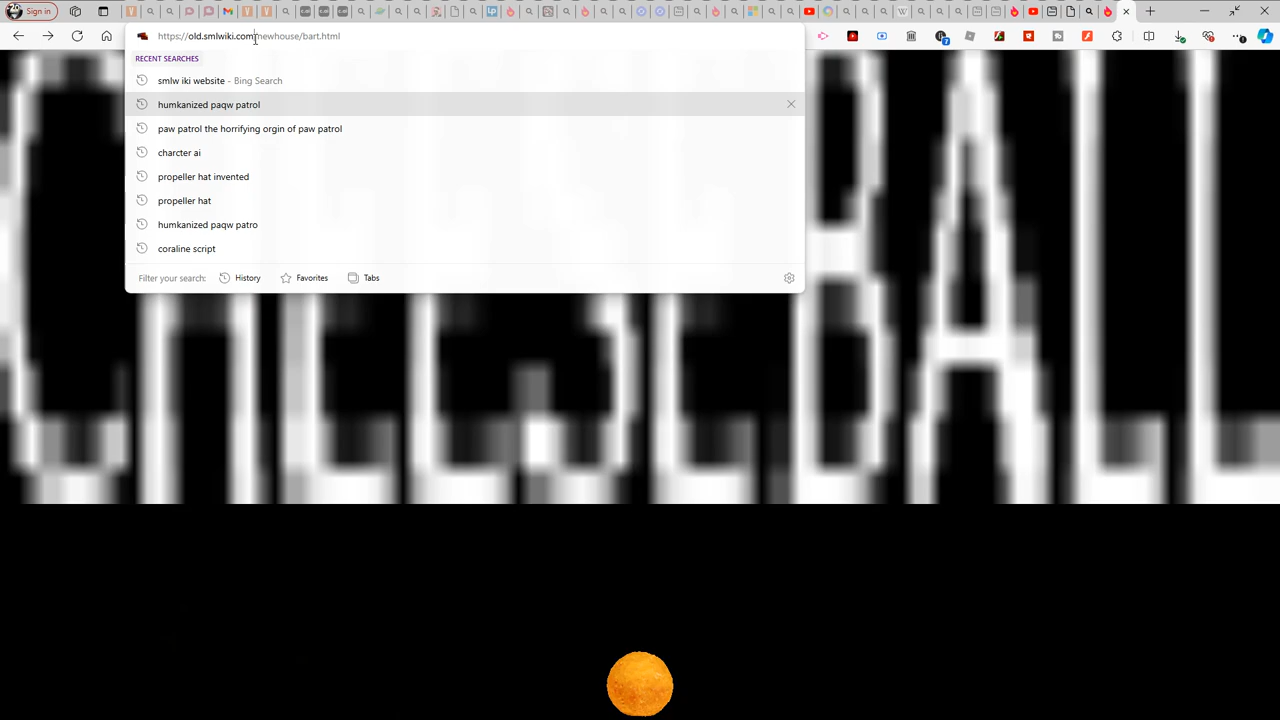 Sign in
https://old.smlwiki.com/newhouse/bart.html
RECENT SEARCHES
smlw iki website - Bing Search
humkanized paqw patrol
paw patrol the horrifying orgin of paw patrol
charcter ai
propeller hat invented
propeller hat
humkanized paqw patro
coraline script
Filter your search: History Favorites Tabs
CHEESE BALL